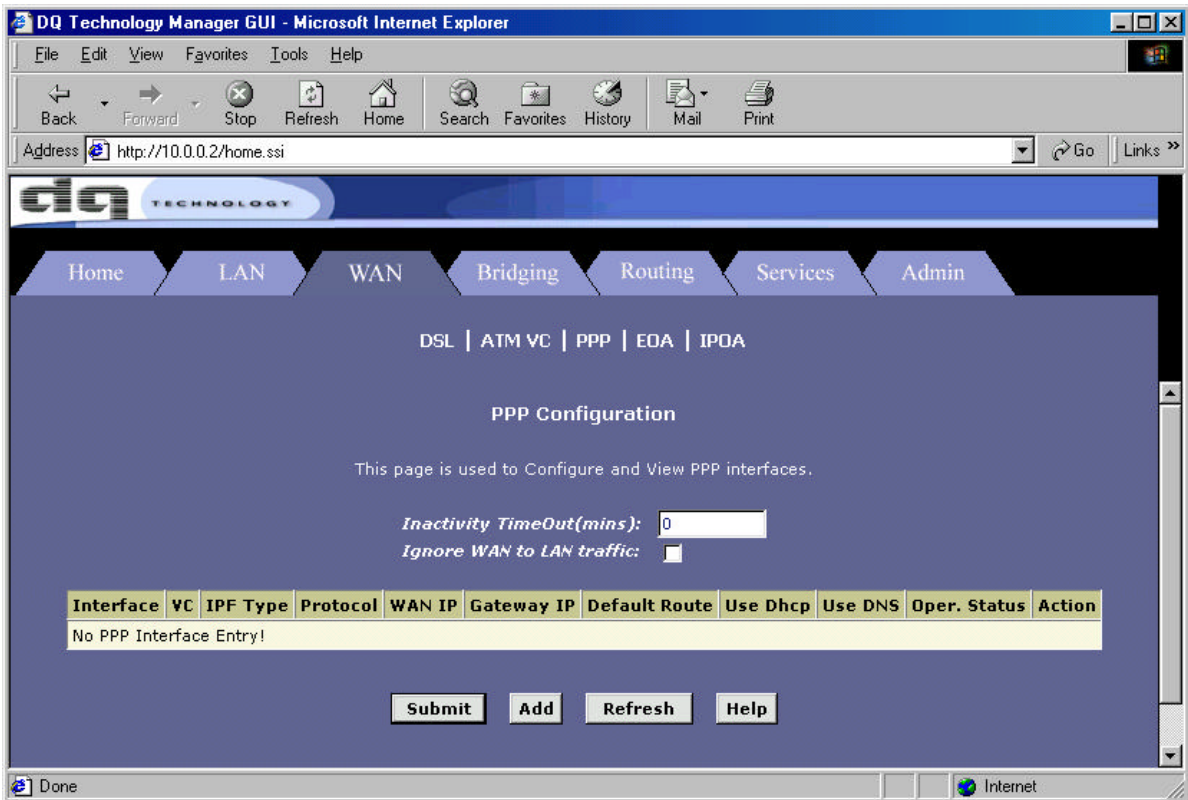 DQ Technology Manager GUI - Microsoft Internet Explorer
File Edit View Favorites Tools Help
Back Forward Stop Refresh Home Search Favorites History Mail Print
Address http://10.0.0.2/home.ssi Go Links »
dq TECHNOLOGY
Home LAN WAN Bridging Routing Services Admin
DSL | ATM VC | PPP | EOA | IPOA
PPP Configuration
This page is used to Configure and View PPP interfaces.
Inactivity TimeOut(mins): 0
Ignore WAN to LAN traffic:
Interface VC IPF Type Protocol WAN IP Gateway IP Default Route Use Dhcp Use DNS Oper. Status Action
No PPP Interface Entry!
Submit Add Refresh Help
Done Internet